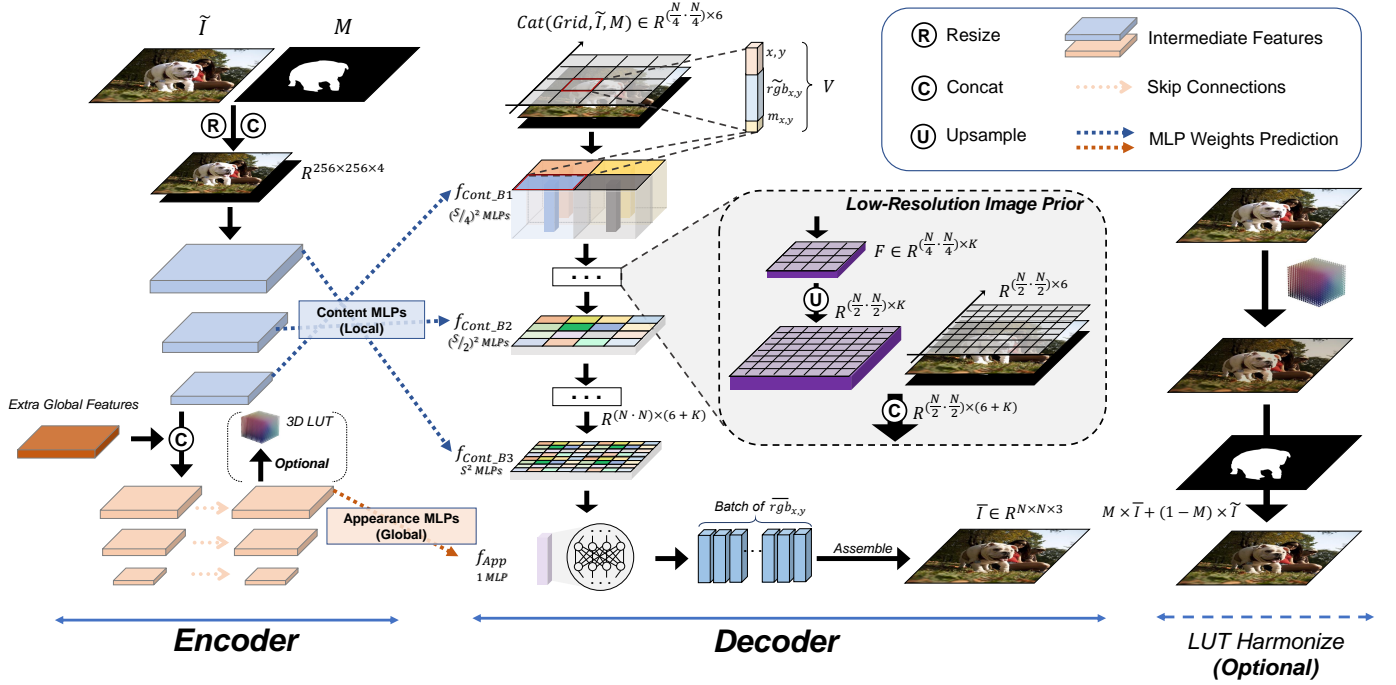 Ĩ
M
R
C
R^{256×256×4}
Extra Global Features
C
3D LUT
Optional
Content MLPs
(Local)
Appearance MLPs
(Global)
Encoder
Cat(Grid, Ĩ, M) ∈ R^{(N/4 · N/4)×6}
x, y
r̃gb_{x,y}
m_{x,y}
V
f_{Cont_B1}
(S/4)² MLPs
...
f_{Cont_B2}
(S/2)² MLPs
...
R^{(N · N)×(6 + K)}
f_{Cont_B3}
S² MLPs
f_{App}
1 MLP
Batch of \overline{rgb}_{x,y}
...
Assemble
Ī ∈ R^{N×N×3}
Decoder
Low-Resolution Image Prior
F ∈ R^{(N/4 · N/4)×K}
U
R^{(N/2 · N/2)×K}
R^{(N/2 · N/2)×6}
C
R^{(N/2 · N/2)×(6 + K)}
R Resize
Intermediate Features
C Concat
Skip Connections
U Upsample
MLP Weights Prediction
M × Ī + (1 − M) × Ĩ
LUT Harmonize
(Optional)